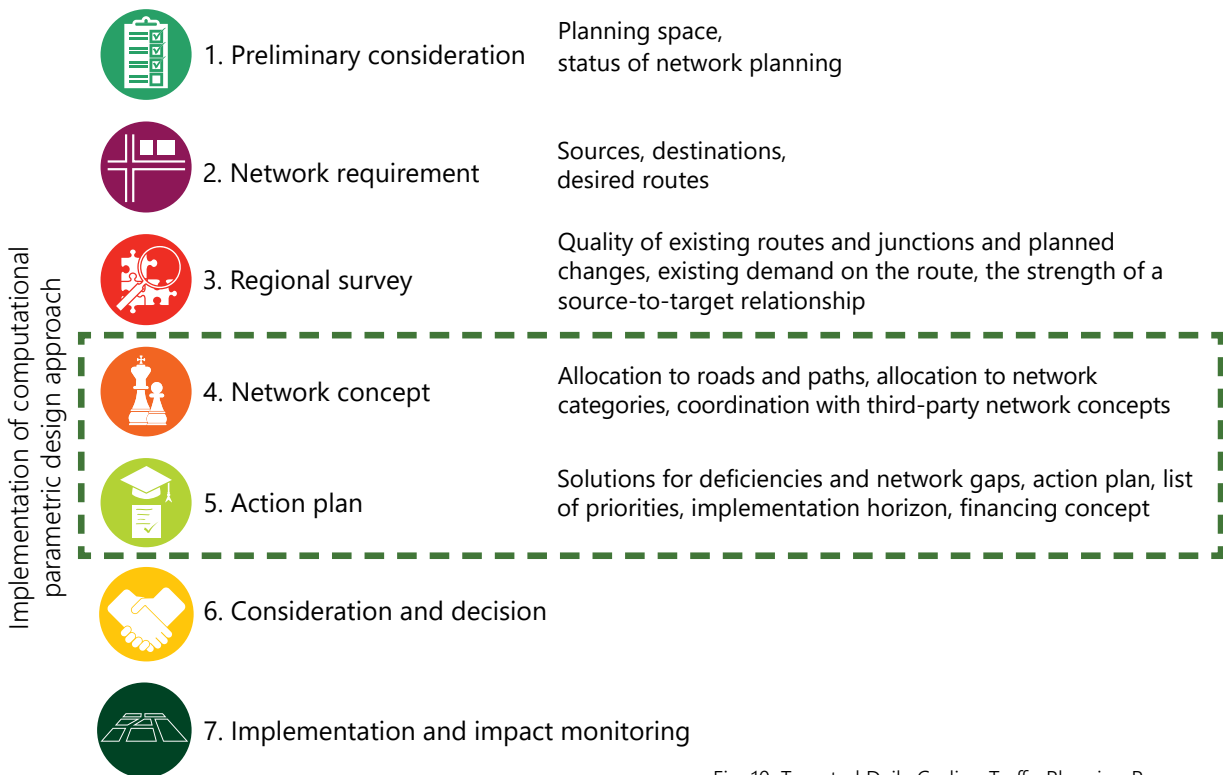 1. Preliminary consideration
Planning space,
status of network planning
2. Network requirement
Sources, destinations,
desired routes
3. Regional survey
Quality of existing routes and junctions and planned
changes, existing demand on the route, the strength of a
source-to-target relationship
Implementation of computational
parametric design approach
4. Network concept
Allocation to roads and paths, allocation to network
categories, coordination with third-party network concepts
5. Action plan
Solutions for deficiencies and network gaps, action plan, list
of priorities, implementation horizon, financing concept
6. Consideration and decision
7. Implementation and impact monitoring